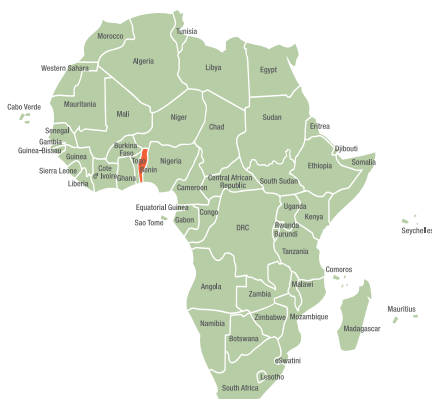 Tunisia
Morocco
Algeria
Libya
Egypt
Western Sahara
Cabo Verde
Mauritania
Mali
Niger
Chad
Sudan
Eritrea
Senegal
Gambia
Guinea-Bissau
Guinea
Sierra Leone
Liberia
Cote
d' Ivoire
Burkina
Faso
Ghana
Togo
Benin
Nigeria
Djibouti
Somalia
Ethiopia
Central African
Republic
South Sudan
Cameroon
Equatorial Guinea
Sao Tome
Gabon
Congo
DRC
Uganda
Kenya
Rwanda
Burundi
Seychelles
Tanzania
Comoros
Angola
Zambia
Malawi
Mozambique
Zimbabwe
Mauritius
Madagascar
Namibia
Botswana
eSwatini
Lesotho
South Africa